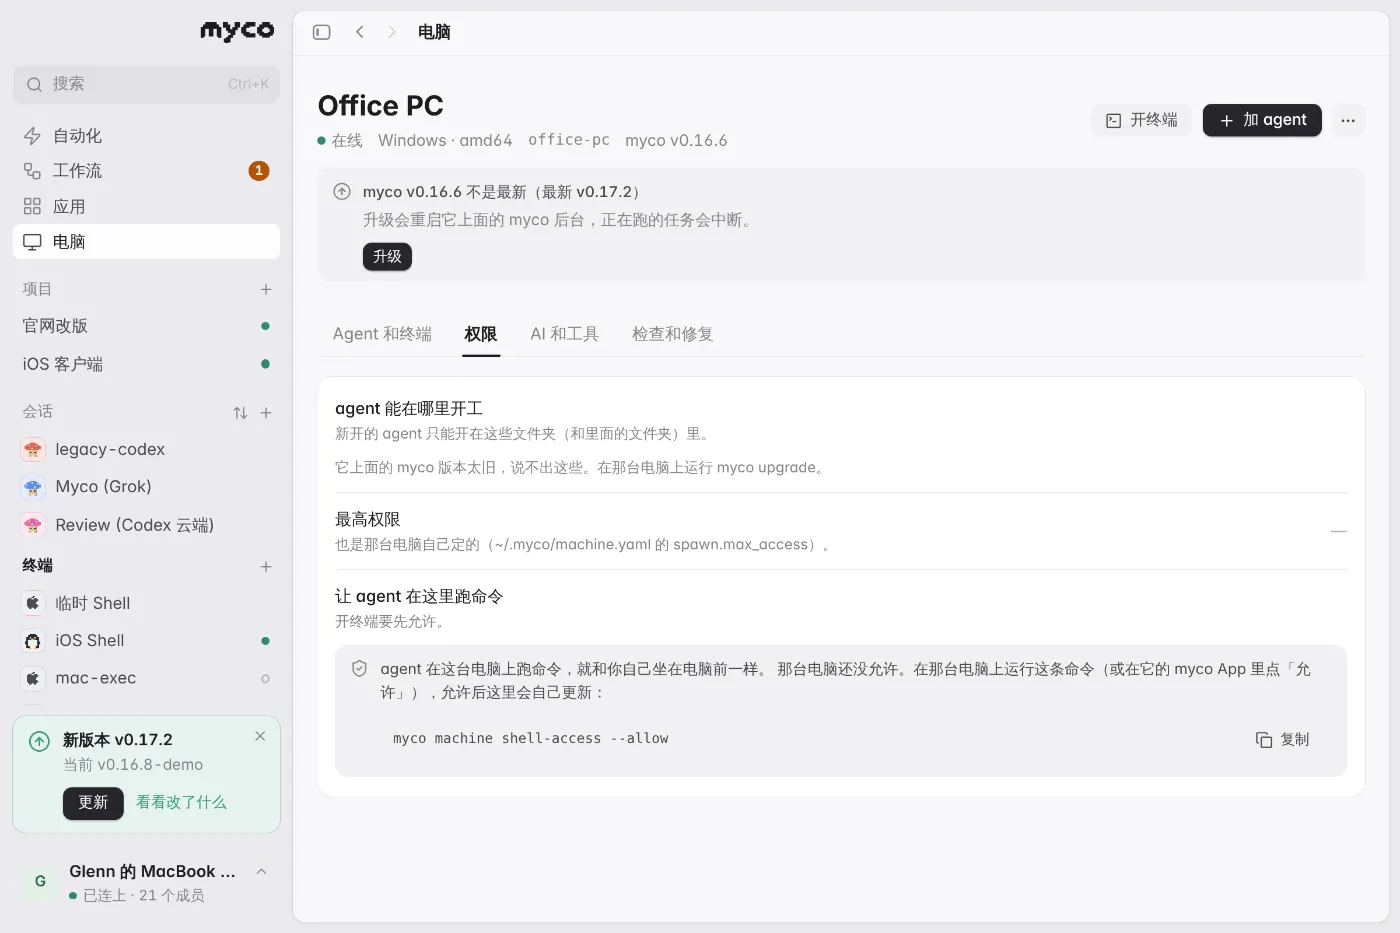 myco
搜索 Ctrl+K
自动化
工作流 1
应用
电脑
项目
官网改版
iOS 客户端
会话
legacy-codex
Myco (Grok)
Review (Codex 云端)
终端
临时 Shell
iOS Shell
mac-exec
新版本 v0.17.2
当前 v0.16.8-demo
更新 看看改了什么
G
Glenn 的 MacBook ...
已连上 · 21 个成员
电脑
Office PC
在线 Windows · amd64 office-pc myco v0.16.6
开终端
+ 加 agent
...
myco v0.16.6 不是最新（最新 v0.17.2）
升级会重启它上面的 myco 后台，正在跑的任务会中断。
升级
Agent 和终端 权限 AI 和工具 检查和修复
agent 能在哪里开工
新开的 agent 只能开在这些文件夹（和里面的文件夹）里。
它上面的 myco 版本太旧，说不出这些。在那台电脑上运行 myco upgrade。
最高权限
也是那台电脑自己定的（~/.myco/machine.yaml 的 spawn.max_access）。
—
让 agent 在这里跑命令
开终端要先允许。
agent 在这台电脑上跑命令，就和你自己坐在电脑前一样。 那台电脑还没允许。在那台电脑上运行这条命令（或在它的 myco App 里点「允
许」），允许后这里会自己更新：
myco machine shell-access --allow
复制